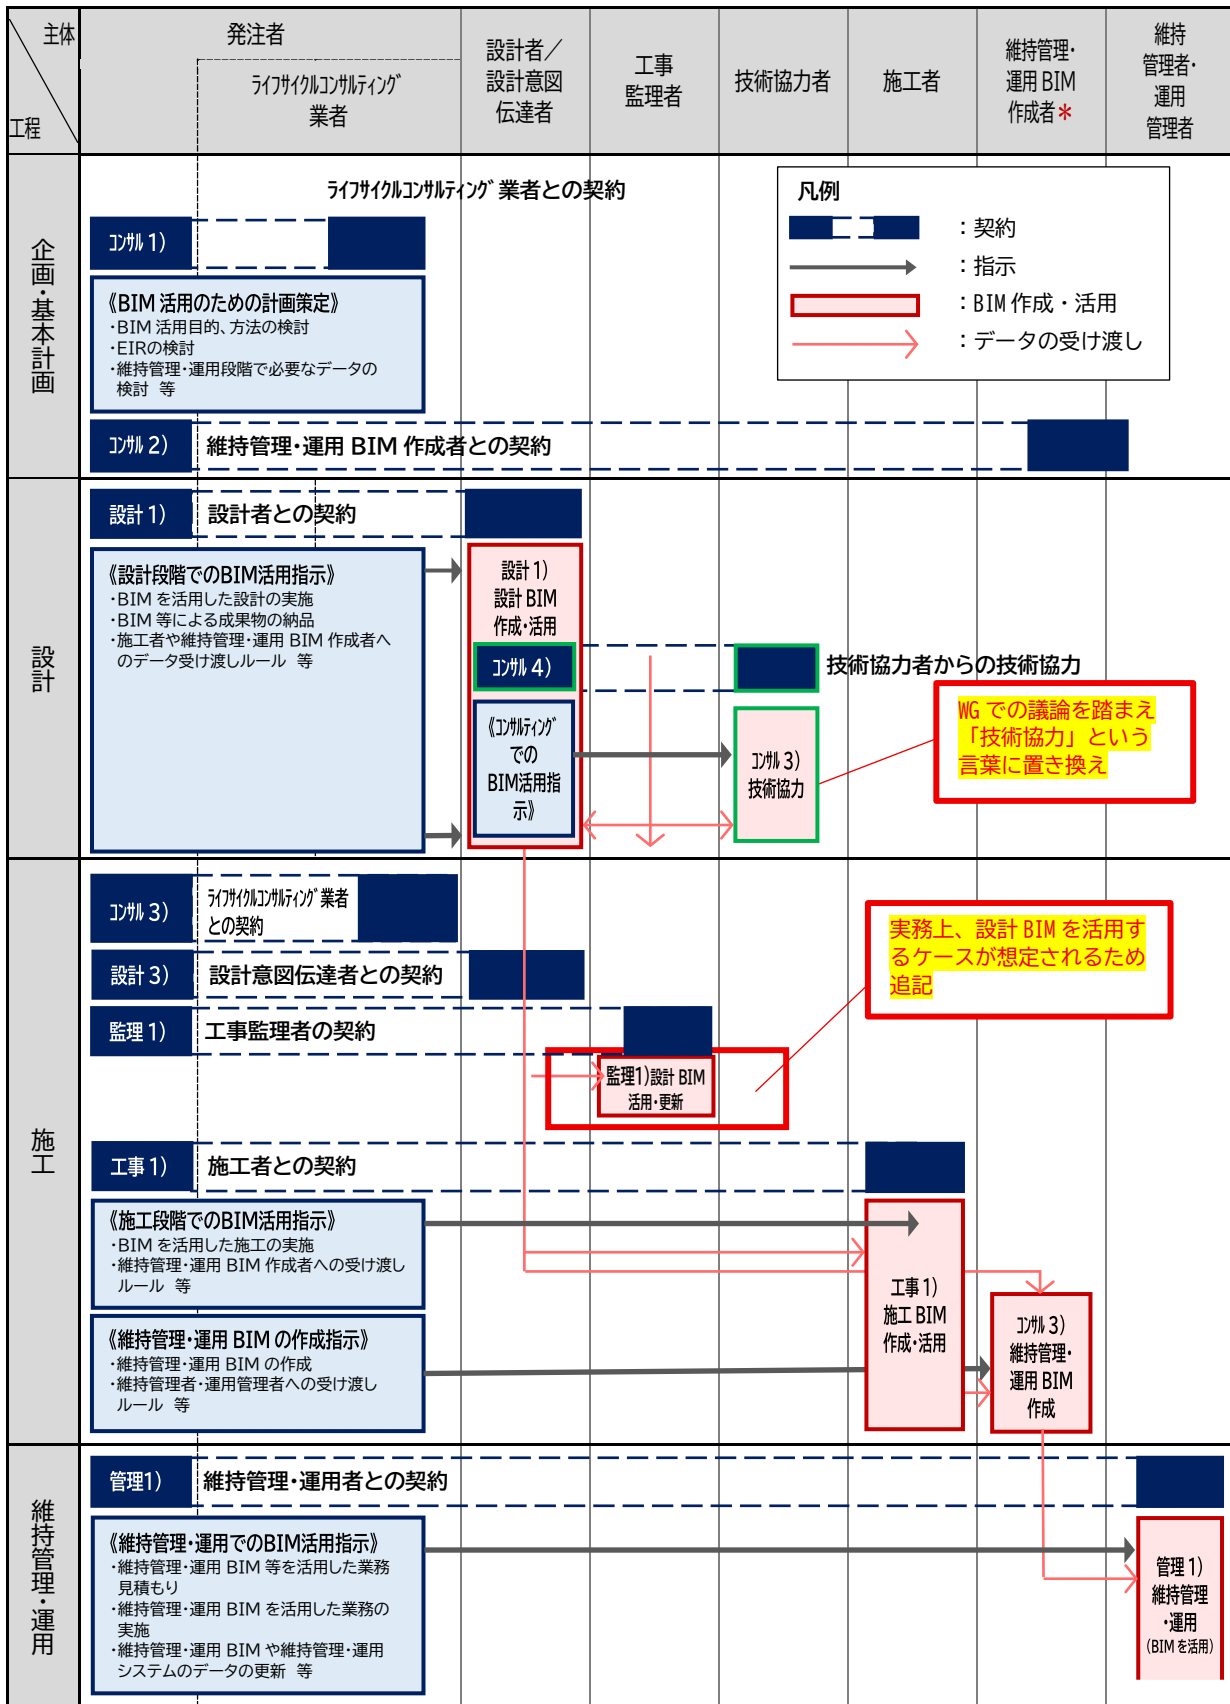 主体
工程
発注者
ﾗｲﾌｻｲｸﾙｺﾝｻﾙﾃｨﾝｸﾞ
業者
設計者／
設計意図
伝達者
工事
監理者
技術協力者
施工者
維持管理・
運用 BIM
作成者＊
維持
管理者・
運用
管理者
企画・基本計画
ﾗｲﾌｻｲｸﾙｺﾝｻﾙﾃｨﾝｸﾞ業者との契約
ｺﾝｻﾙ 1）
《BIM 活用のための計画策定》
・BIM 活用目的、方法の検討
・EIRの検討
・維持管理・運用段階で必要なデータの
検討 等
ｺﾝｻﾙ 2）
維持管理・運用 BIM 作成者との契約
凡例
：契約
：指示
：BIM 作成・活用
：データの受け渡し
設計
設計 1）
設計者との契約
《設計段階でのBIM活用指示》
・BIM を活用した設計の実施
・BIM 等による成果物の納品
・施工者や維持管理・運用 BIM 作成者へ
のデータ受け渡しルール 等
設計 1）
設計 BIM
作成・活用
ｺﾝｻﾙ 4）
技術協力者からの技術協力
《ｺﾝｻﾙﾃｨﾝｸﾞ
での
BIM活用指
示》
ｺﾝｻﾙ 3）
技術協力
WG での議論を踏まえ
「技術協力」という
言葉に置き換え
施工
ｺﾝｻﾙ 3）
ﾗｲﾌｻｲｸﾙｺﾝｻﾙﾃｨﾝｸﾞ業者
との契約
設計 3）
設計意図伝達者との契約
監理 1）
工事監理者の契約
監理1）設計 BIM
活用・更新
実務上、設計 BIM を活用す
るケースが想定されるため
追記
工事 1）
施工者との契約
《施工段階でのBIM活用指示》
・BIM を活用した施工の実施
・維持管理・運用 BIM 作成者への受け渡し
ルール 等
工事 1）
施工 BIM
作成・活用
《維持管理・運用 BIM の作成指示》
・維持管理・運用 BIM の作成
・維持管理者・運用管理者への受け渡し
ルール 等
ｺﾝｻﾙ 3）
維持管理・
運用 BIM
作成
維持管理・運用
管理1）
維持管理・運用者との契約
《維持管理・運用でのBIM活用指示》
・維持管理・運用 BIM 等を活用した業務
見積もり
・維持管理・運用 BIM を活用した業務の
実施
・維持管理・運用 BIM や維持管理・運用
システムのデータの更新 等
管理 1）
維持管理
・運用
（BIM を活用）